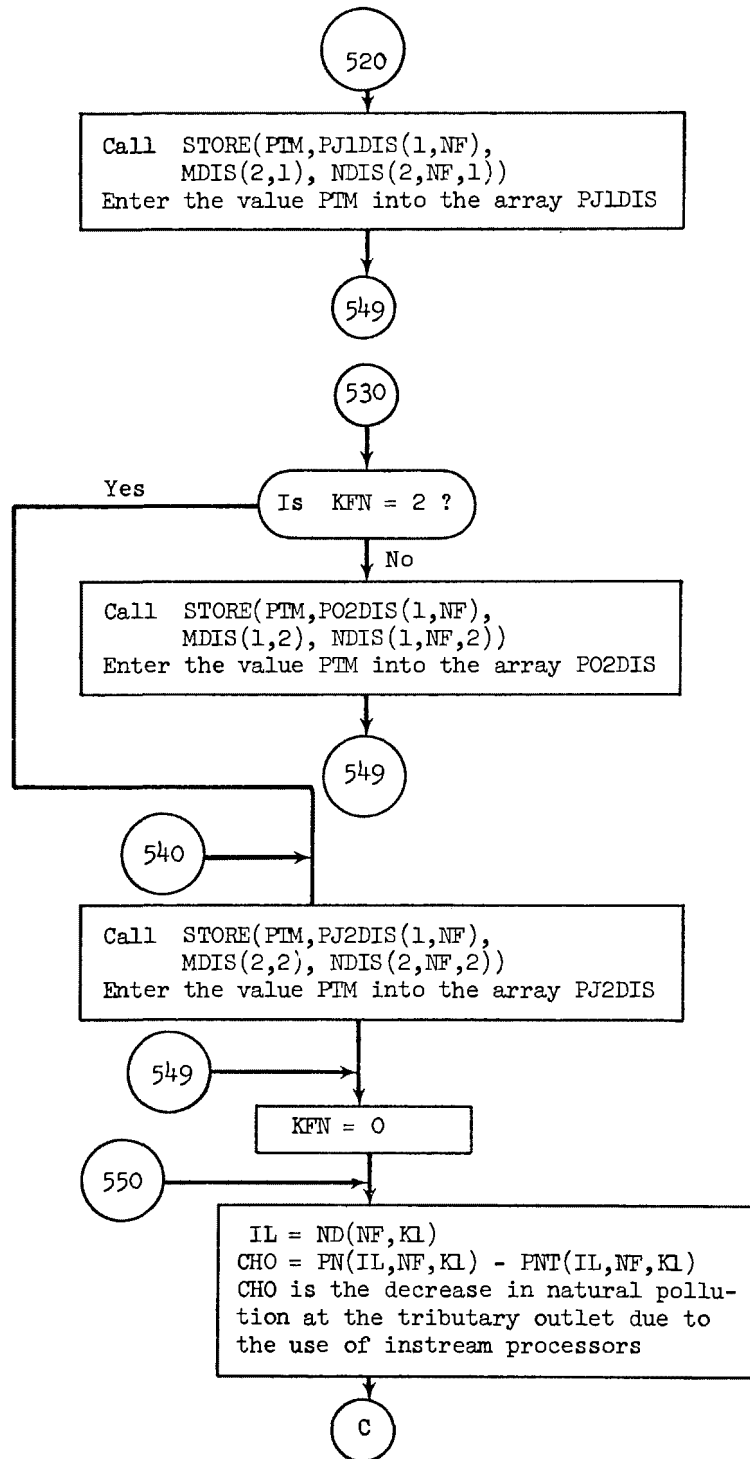 520
Call STORE(PTM,PJ1DIS(1,NF),
MDIS(2,1), NDIS(2,NF,1))
Enter the value PTM into the array PJ1DIS
549
530
Yes
Is KFN = 2 ?
No
Call STORE(PTM,PO2DIS(1,NF),
MDIS(1,2), NDIS(1,NF,2))
Enter the value PTM into the array PO2DIS
549
540
Call STORE(PTM,PJ2DIS(1,NF),
MDIS(2,2), NDIS(2,NF,2))
Enter the value PTM into the array PJ2DIS
549
KFN = 0
550
IL = ND(NF,K1)
CHO = PN(IL,NF,K1) - PNT(IL,NF,K1)
CHO is the decrease in natural pollu-
tion at the tributary outlet due to
the use of instream processors
C